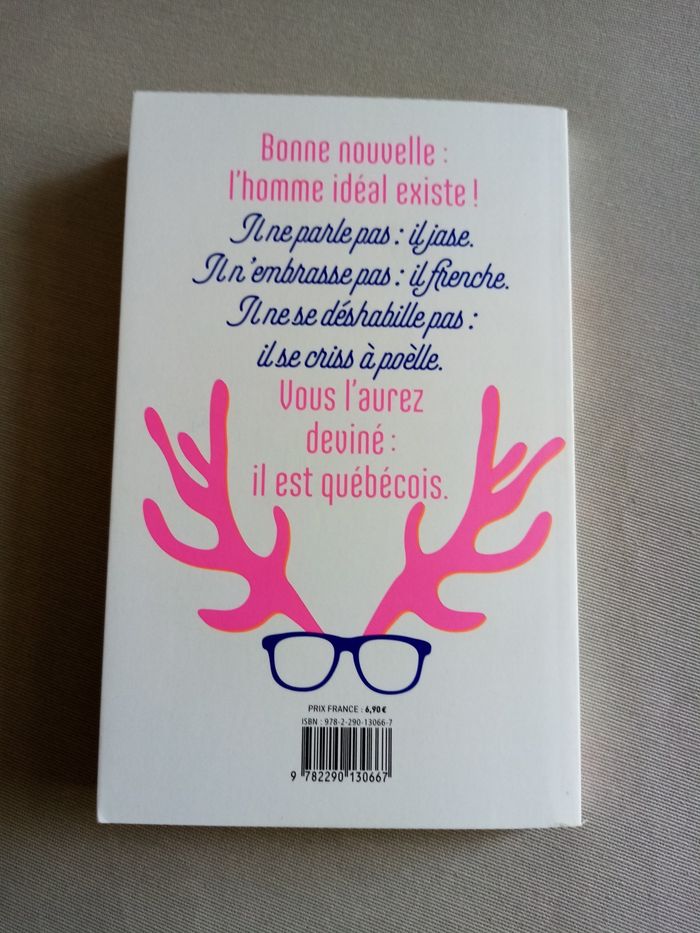 Bonne nouvelle :
l'homme idéal existe !
Il ne parle pas : il jase.
Il n'embrasse pas : il frenche.
Il ne se déshabille pas :
il se criss à poèlle.
Vous l'aurez
deviné :
il est québécois.
PRIX FRANCE : 6,90 €
ISBN : 978-2-290-13066-7
9 782290 130667